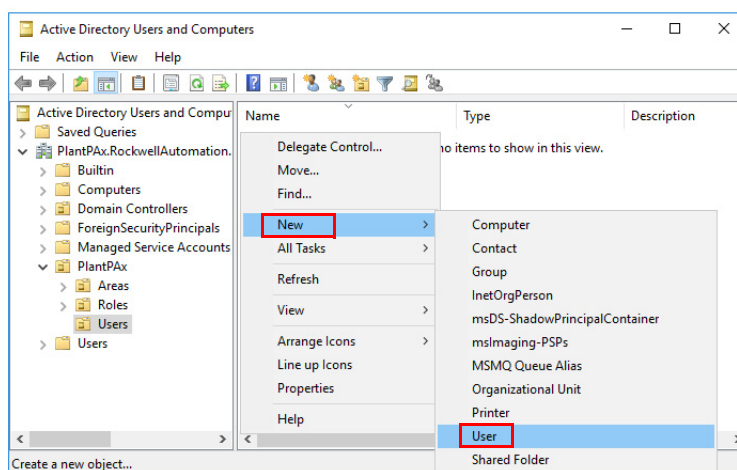 Active Directory Users and Computers
File Action View Help
Active Directory Users and Compu
Name Type Description
Saved Queries
PlantPAx.RockwellAutomation.
Builtin
Computers
Domain Controllers
ForeignSecurityPrincipals
Managed Service Accounts
PlantPAx
Areas
Roles
Users
Users
no items to show in this view.
Delegate Control...
Move...
Find...
New
All Tasks
Refresh
View
Arrange Icons
Line up Icons
Properties
Help
Computer
Contact
Group
InetOrgPerson
msDS-ShadowPrincipalContainer
msImaging-PSPs
MSMQ Queue Alias
Organizational Unit
Printer
User
Shared Folder
Create a new object...